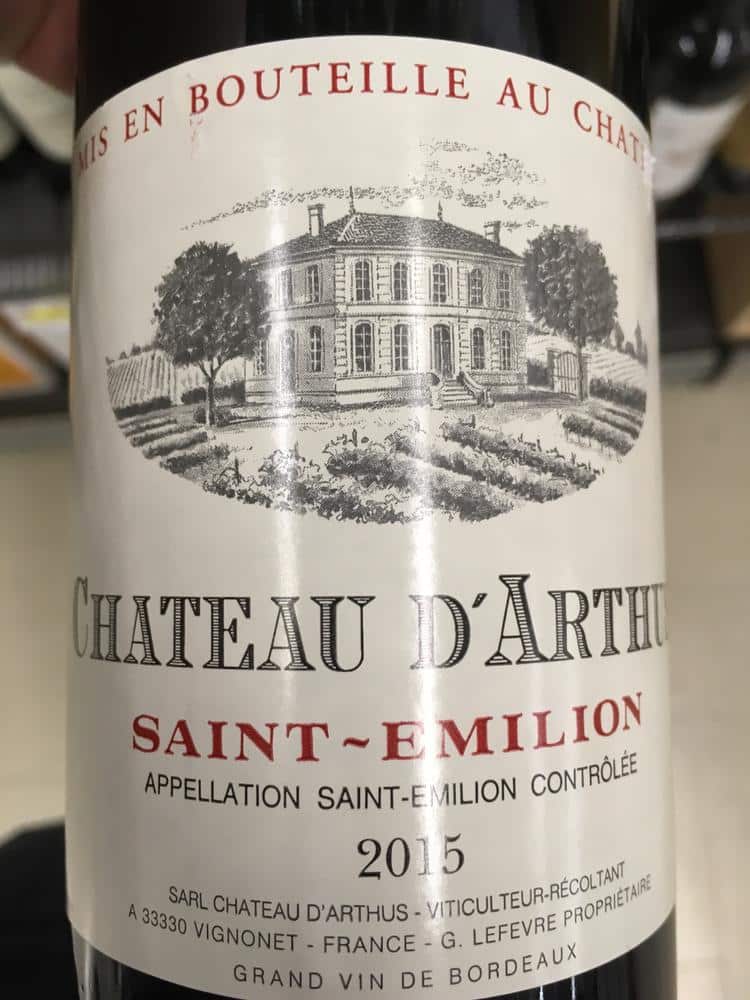 MIS EN BOUTEILLE AU CHAT
CHATEAU D'ARTHU
SAINT~EMILION
APPELLATION SAINT-EMILION CONTRÔLÉE
2015
SARL CHATEAU D'ARTHUS - VITICULTEUR-RÉCOLTANT
A 33330 VIGNONET - FRANCE - G. LEFEVRE PROPRIÉTAIRE
GRAND VIN DE BORDEAUX